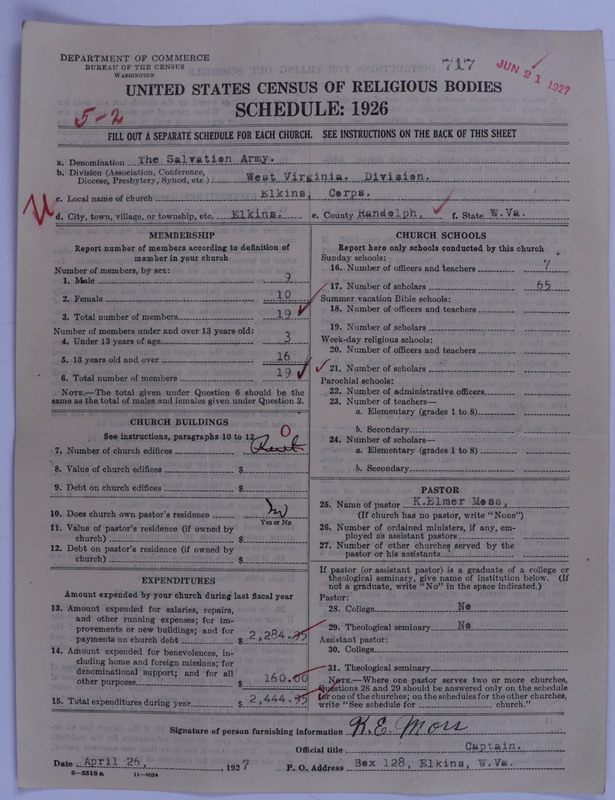 DEPARTMENT OF COMMERCE
BUREAU OF THE CENSUS
WASHINGTON
717
JUN 21 1927
UNITED STATES CENSUS OF RELIGIOUS BODIES
SCHEDULE: 1926
5-2
FILL OUT A SEPARATE SCHEDULE FOR EACH CHURCH. SEE INSTRUCTIONS ON THE BACK OF THIS SHEET
a. Denomination The Salvation Army.
b. Division (Association, Conference, Diocese, Presbytery, Synod, etc.) West Virginia. Division.
c. Local name of church Elkins, Corps.
d. City, town, village, or township, etc. Elkins. e. County Randolph. f. State W.Va.
MEMBERSHIP
Report number of members according to definition of
member in your church
Number of members, by sex:
1. Male 9
2. Female 10
3. Total number of members 19
Number of members under and over 13 years old:
4. Under 13 years of age 3
5. 13 years old and over 16
6. Total number of members 19
NOTE.—The total given under Question 6 should be
same as the total of males and females given under Question 3.
CHURCH BUILDINGS
See instructions, paragraphs 10 to 12
0
7. Number of church edifices Rent
8. Value of church edifices $
9. Debt on church edifices $
10. Does church own pastor's residence No
Yes or No
11. Value of pastor's residence (if owned by
church) $
12. Debt on pastor's residence (if owned by
church) $
EXPENDITURES
Amount expended by your church during last fiscal year
13. Amount expended for salaries, repairs,
and other running expenses; for im-
provements or new buildings; and for
payments on church debt $ 2,284.95
14. Amount expended for benevolences, in-
cluding home and foreign missions; for
denominational support; and for all
other purposes $ 160.00
15. Total expenditures during year $ 2,444.95
CHURCH SCHOOLS
Report here only schools conducted by this church
Sunday schools:
16. Number of officers and teachers 7
17. Number of scholars 65
Summer vacation Bible schools:
18. Number of officers and teachers
19. Number of scholars
Week-day religious schools:
20. Number of officers and teachers
21. Number of scholars
Parochial schools:
22. Number of administrative officers
23. Number of teachers—
a. Elementary (grades 1 to 8)
b. Secondary
24. Number of scholars—
a. Elementary (grades 1 to 8)
b. Secondary
PASTOR
25. Name of pastor K.Elmer Moss,
(If church has no pastor, write "None")
26. Number of ordained ministers, if any, em-
ployed as assistant pastors
27. Number of other churches served by the
pastor or his assistants
If pastor (or assistant pastor) is a graduate of a college or
theological seminary, give name of institution below. (If
not a graduate, write "No" in the space indicated.)
Pastor:
28. College No
29. Theological seminary No
Assistant pastor:
30. College
31. Theological seminary
NOTE.—Where one pastor serves two or more churches,
Questions 28 and 29 should be answered only on the schedule
for one of the churches; on the schedules for the other churches,
write "See schedule for church."
Signature of person furnishing information K. E. Moss
Official title Captain.
Date April 26, 1927 P. O. Address Box 128, Elkins, W.Va.
8-5518a 11-9034